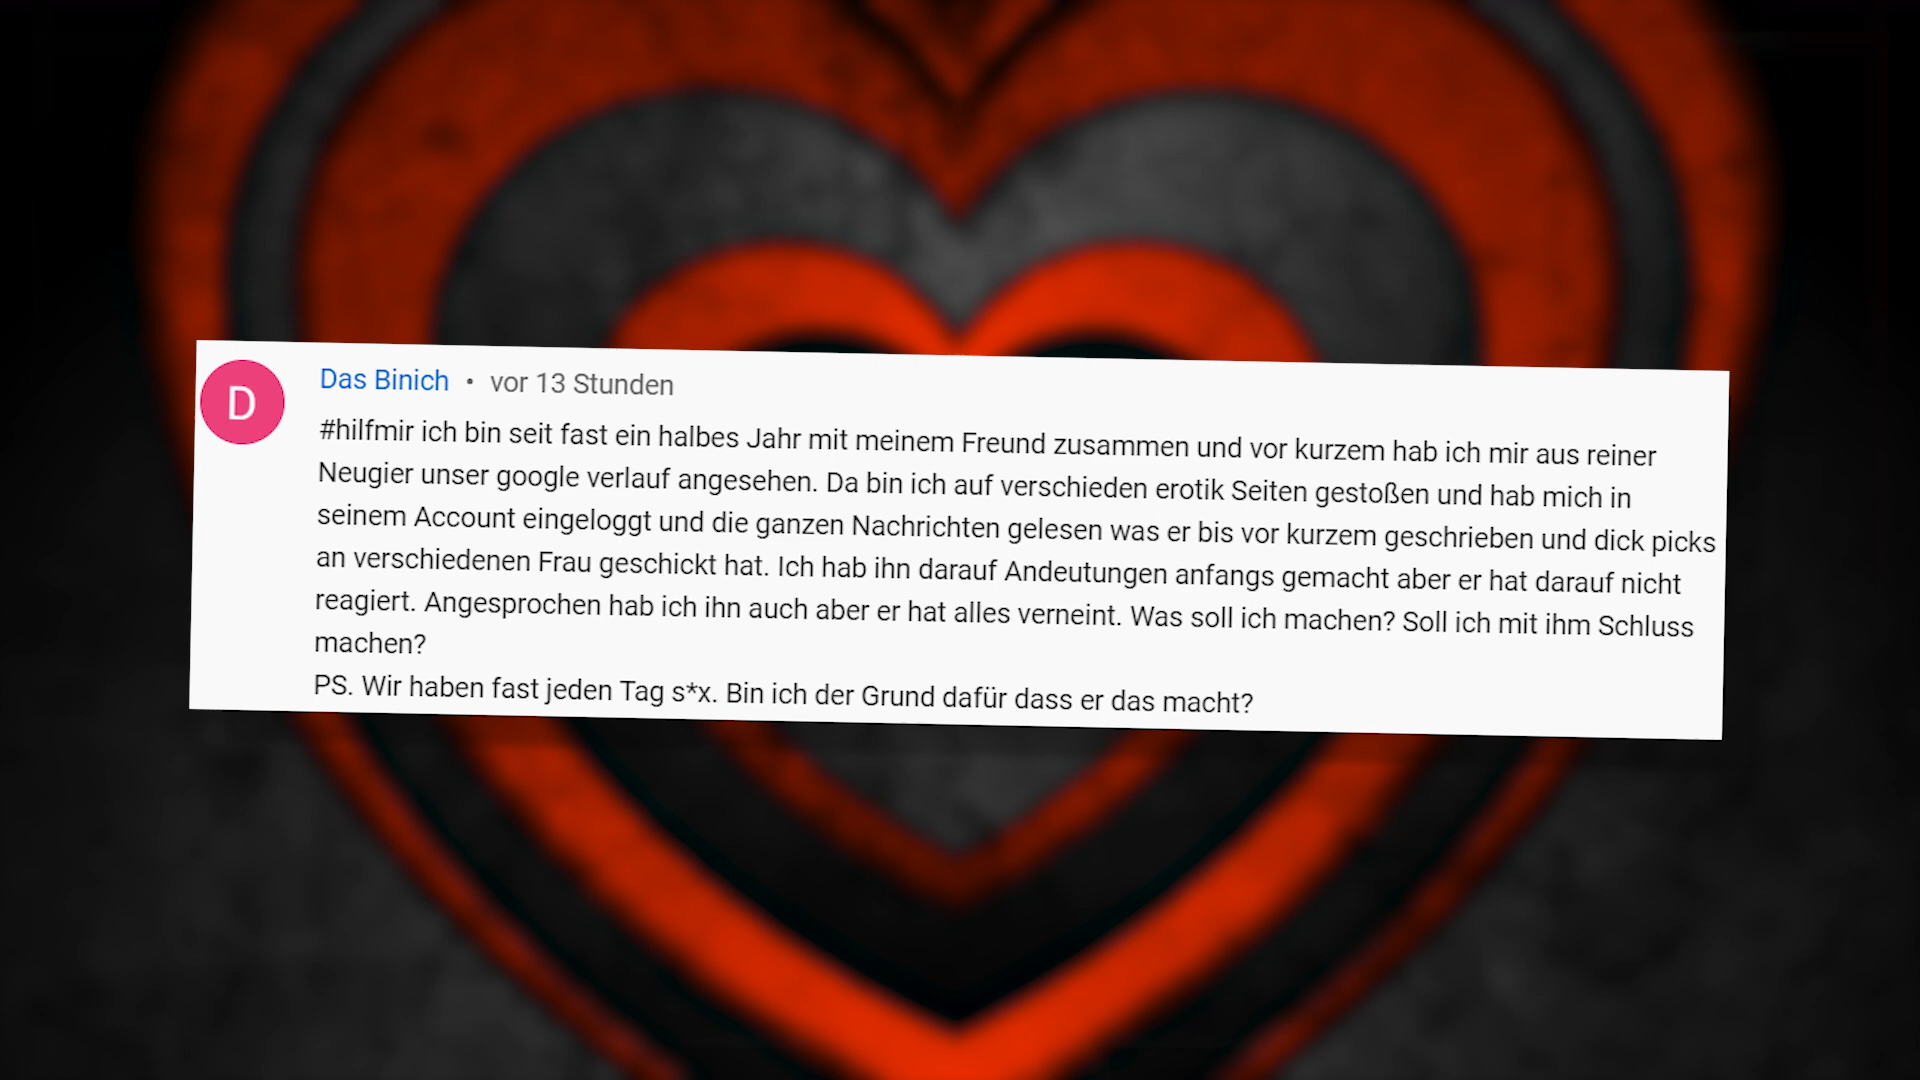 D
Das Binich • vor 13 Stunden
#hilfmir ich bin seit fast ein halbes Jahr mit meinem Freund zusammen und vor kurzem hab ich mir aus reiner
Neugier unser google verlauf angesehen. Da bin ich auf verschieden erotik Seiten gestoßen und hab mich in
seinem Account eingeloggt und die ganzen Nachrichten gelesen was er bis vor kurzem geschrieben und dick picks
an verschiedenen Frau geschickt hat. Ich hab ihn darauf Andeutungen anfangs gemacht aber er hat darauf nicht
reagiert. Angesprochen hab ich ihn auch aber er hat alles verneint. Was soll ich machen? Soll ich mit ihm Schluss
machen?
PS. Wir haben fast jeden Tag s*x. Bin ich der Grund dafür dass er das macht?